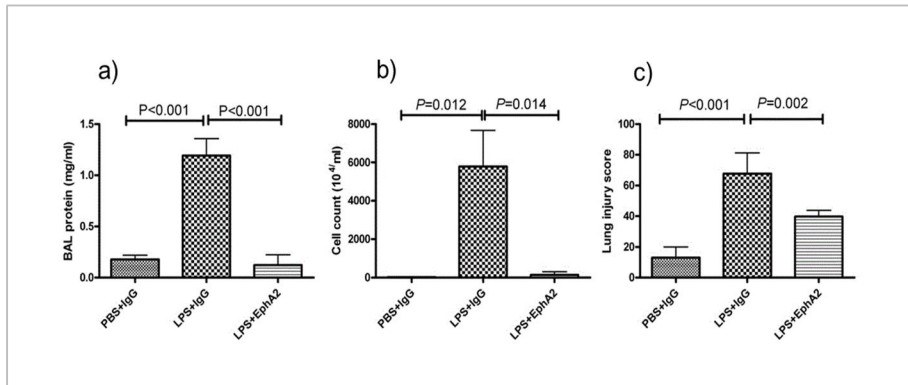 a)
P<0.001 P<0.001
BAL protein (mg/ml)
1.5
1.0
0.5
0.0
PBS+IgG
LPS+IgG
LPS+EphA2
b)
P=0.012 P=0.014
Cell count (10^4/ml)
8000
6000
4000
2000
0
PBS+IgG
LPS+IgG
LPS+EphA2
c)
P<0.001 P=0.002
Lung injury score
100
80
60
40
20
0
PBS+IgG
LPS+IgG
LPS+EphA2